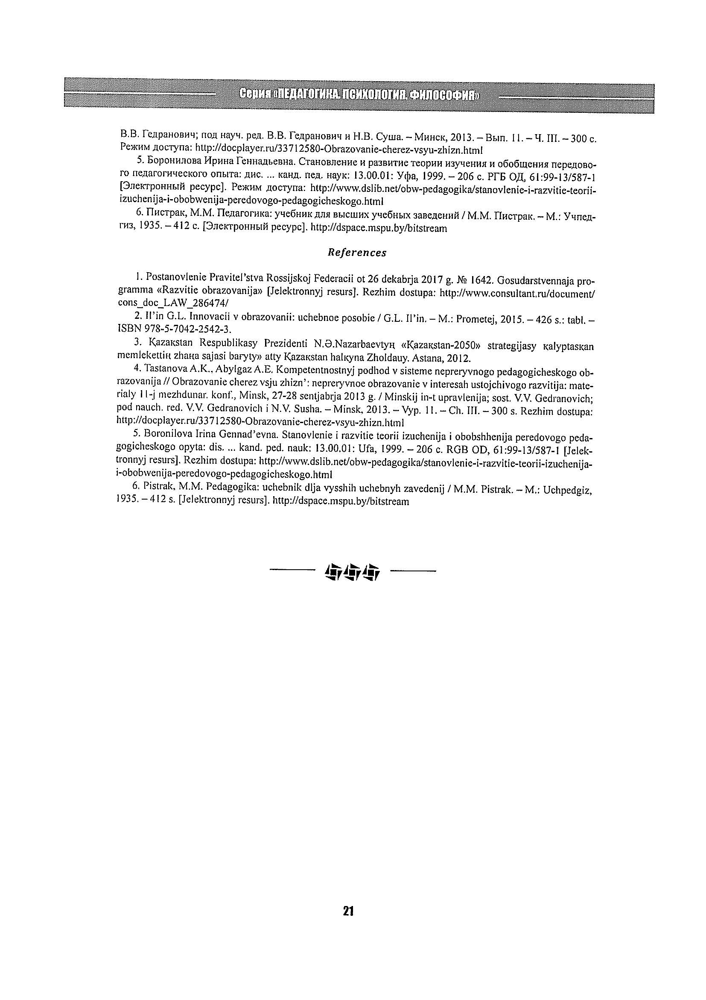 Серия «ПЕДАГОГИКА. ПСИХОЛОГИЯ. ФИЛОСОФИЯ»
В.В. Гедранович; под науч. ред. В.В. Гедранович и Н.В. Суша. – Минск, 2013. – Вып. 11. – Ч. III. – 300 с.
Режим доступа: http://docplayer.ru/33712580-Obrazovanie-cherez-vsyu-zhizn.html
5. Боронилова Ирина Геннадьевна. Становление и развитие теории изучения и обобщения передово-
го педагогического опыта: дис. ... канд. пед. наук: 13.00.01: Уфа, 1999. – 206 с. РГБ ОД, 61:99-13/587-1
[Электронный ресурс]. Режим доступа: http://www.dslib.net/obw-pedagogika/stanovlenie-i-razvitie-teorii-
izuchenija-i-obobwenija-peredovogo-pedagogicheskogo.html
6. Пистрак, М.М. Педагогика: учебник для высших учебных заведений / М.М. Пистрак. – М.: Учпед-
гиз, 1935. – 412 с. [Электронный ресурс]. http://dspace.mspu.by/bitstream
References
1. Postanovlenie Pravitel’stva Rossijskoj Federacii ot 26 dekabrja 2017 g. № 1642. Gosudarstvennaja pro-
gramma «Razvitie obrazovanija» [Jelektronnyj resurs]. Rezhim dostupa: http://www.consultant.ru/document/
cons_doc_LAW_286474/
2. Il’in G.L. Innovacii v obrazovanii: uchebnoe posobie / G.L. Il’in. – M.: Prometej, 2015. – 426 s.: tabl. –
ISBN 978-5-7042-2542-3.
3. Қazaқstan Respublikasy Prezidenti N.Ә.Nazarbaevtyң «Қazaқstan-2050» strategijasy қalyptasқan
memlekettiң zhaңa sajasi baғyty» atty Қazaқstan halқyna Zholdauy. Astana, 2012.
4. Tastanova A.K., Abylgaz A.E. Kompetentnostnyj podhod v sisteme nepreryvnogo pedagogicheskogo ob-
razovanija // Obrazovanie cherez vsju zhizn’: nepreryvnoe obrazovanie v interesah ustojchivogo razvitija: mate-
rialy 11-j mezhdunar. konf., Minsk, 27-28 sentjabrja 2013 g. / Minskij in-t upravlenija; sost. V.V. Gedranovich;
pod nauch. red. V.V. Gedranovich i N.V. Susha. – Minsk, 2013. – Vyp. 11. – Ch. III. – 300 s. Rezhim dostupa:
http://docplayer.ru/33712580-Obrazovanie-cherez-vsyu-zhizn.html
5. Boronilova Irina Gennad’evna. Stanovlenie i razvitie teorii izuchenija i obobshhenija peredovogo peda-
gogicheskogo opyta: dis. ... kand. ped. nauk: 13.00.01: Ufa, 1999. – 206 c. RGB OD, 61:99-13/587-1 [Jelek-
tronnyj resurs]. Rezhim dostupa: http://www.dslib.net/obw-pedagogika/stanovlenie-i-razvitie-teorii-izuchenija-
i-obobwenija-peredovogo-pedagogicheskogo.html
6. Pistrak, M.M. Pedagogika: uchebnik dlja vysshih uchebnyh zavedenij / M.M. Pistrak. – M.: Uchpedgiz,
1935. – 412 s. [Jelektronnyj resurs]. http://dspace.mspu.by/bitstream
21